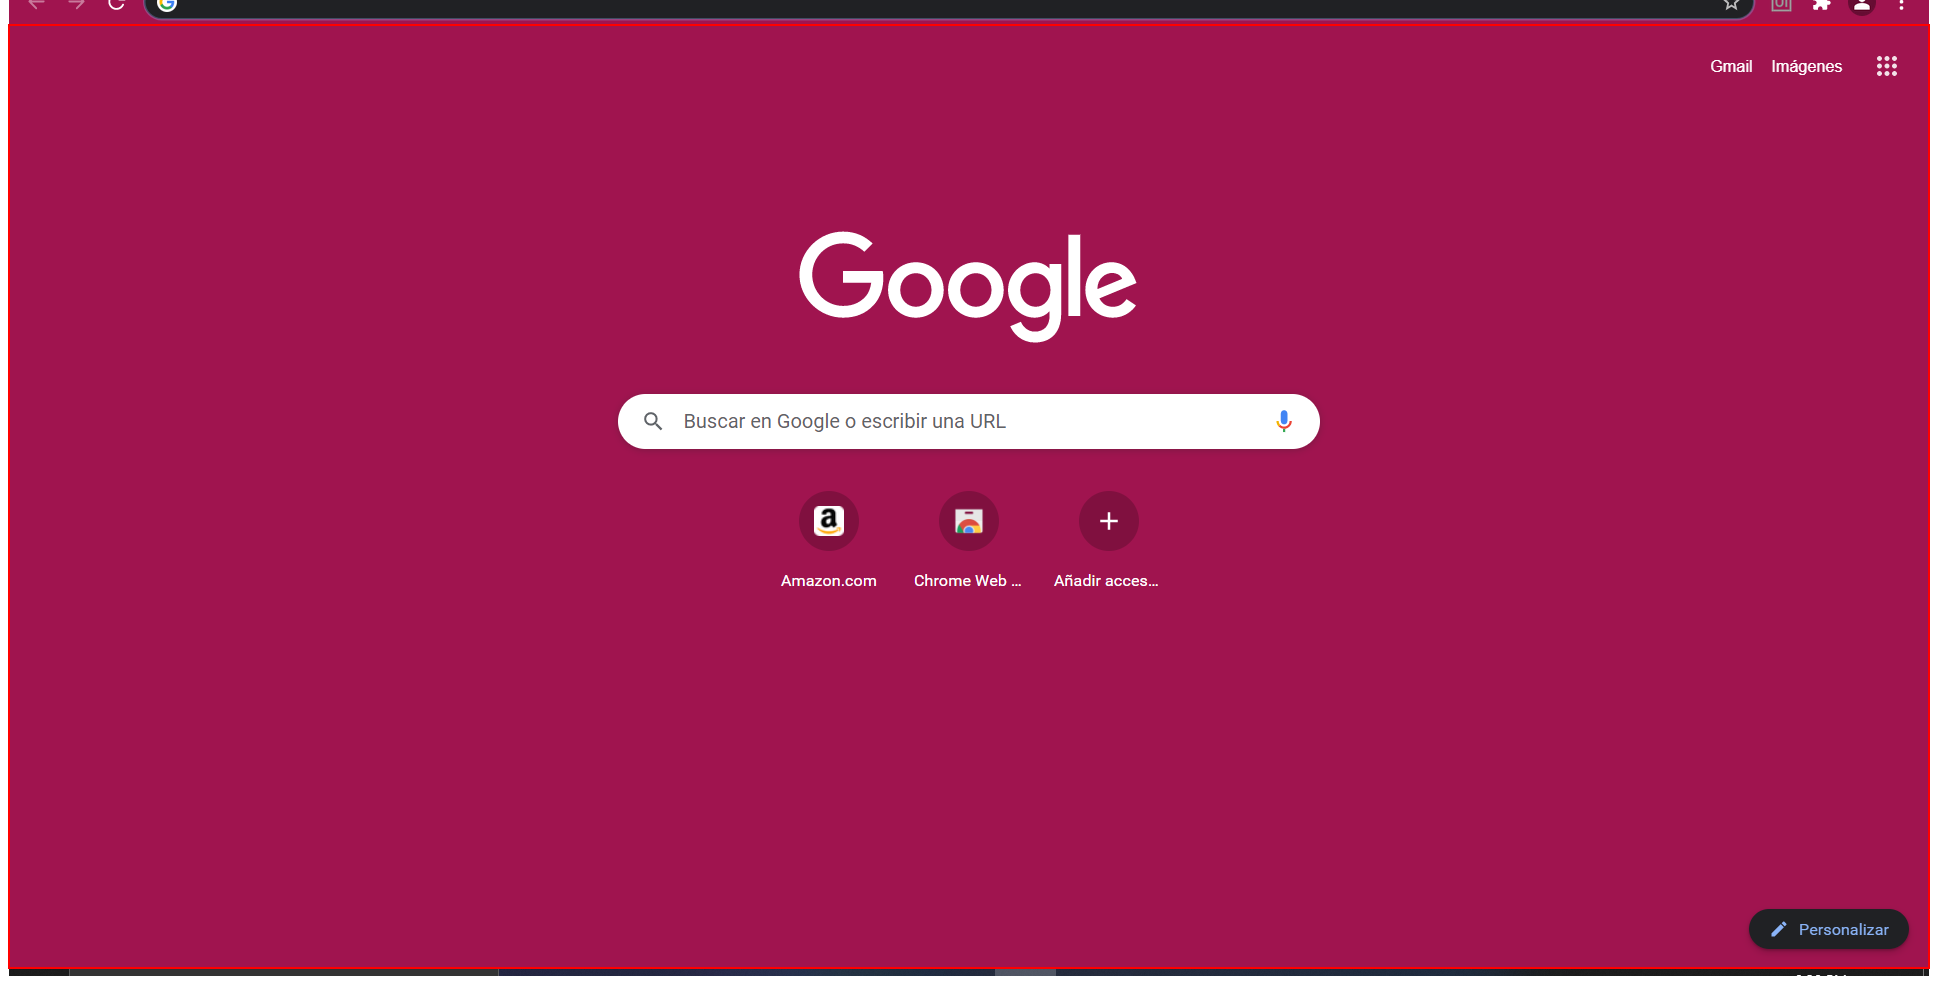 Gmail Imágenes
Google
Buscar en Google o escribir una URL
Amazon.com Chrome Web ... Añadir acces...
Personalizar